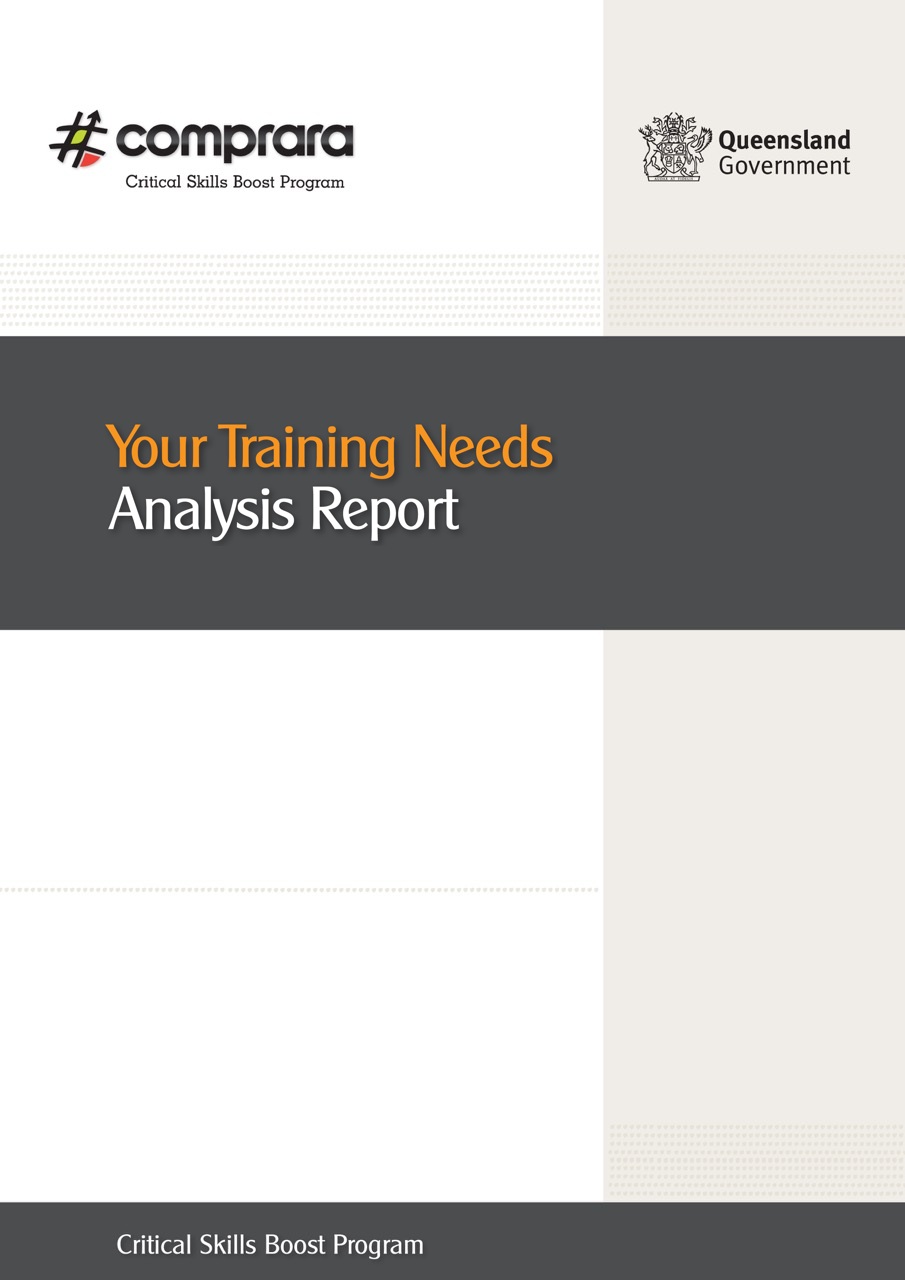 comprara
Critical Skills Boost Program
Queensland
Government
Your Training Needs
Analysis Report
Critical Skills Boost Program